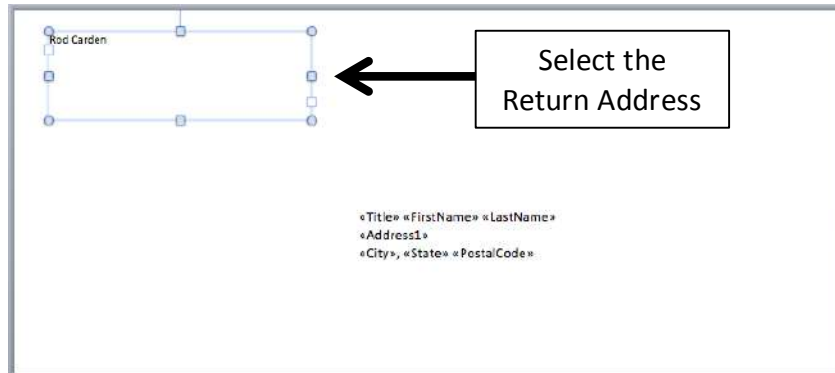 Rod Carden
Select the
Return Address
«Title» «FirstName» «LastName»
«Address1»
«City», «State» «PostalCode»